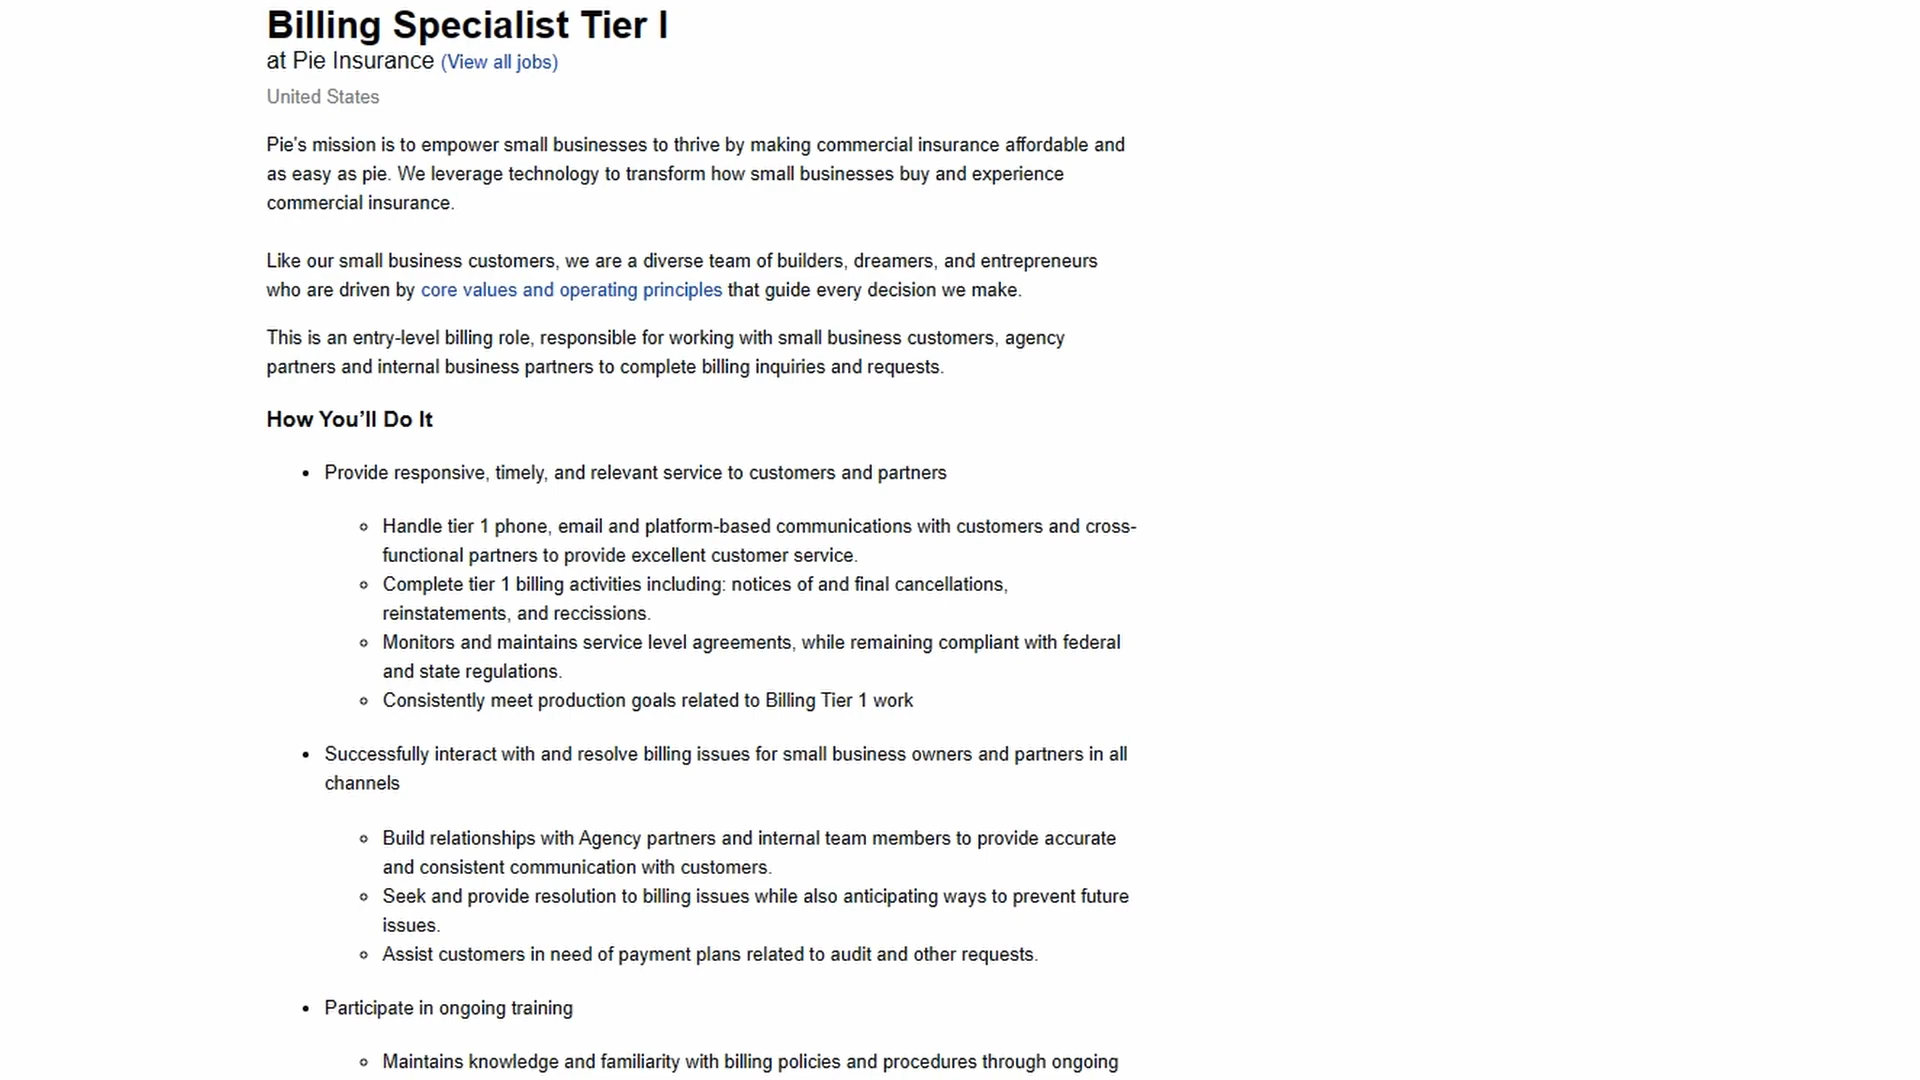 Billing Specialist Tier I
at Pie Insurance (View all jobs)
United States
Pie's mission is to empower small businesses to thrive by making commercial insurance affordable and
as easy as pie. We leverage technology to transform how small businesses buy and experience
commercial insurance.
Like our small business customers, we are a diverse team of builders, dreamers, and entrepreneurs
who are driven by core values and operating principles that guide every decision we make.
This is an entry-level billing role, responsible for working with small business customers, agency
partners and internal business partners to complete billing inquiries and requests.
How You’ll Do It
• Provide responsive, timely, and relevant service to customers and partners
◦ Handle tier 1 phone, email and platform-based communications with customers and cross-
functional partners to provide excellent customer service.
◦ Complete tier 1 billing activities including: notices of and final cancellations,
reinstatements, and reccissions.
◦ Monitors and maintains service level agreements, while remaining compliant with federal
and state regulations.
◦ Consistently meet production goals related to Billing Tier 1 work
• Successfully interact with and resolve billing issues for small business owners and partners in all
channels
◦ Build relationships with Agency partners and internal team members to provide accurate
and consistent communication with customers.
◦ Seek and provide resolution to billing issues while also anticipating ways to prevent future
issues.
◦ Assist customers in need of payment plans related to audit and other requests.
• Participate in ongoing training
◦ Maintains knowledge and familiarity with billing policies and procedures through ongoing